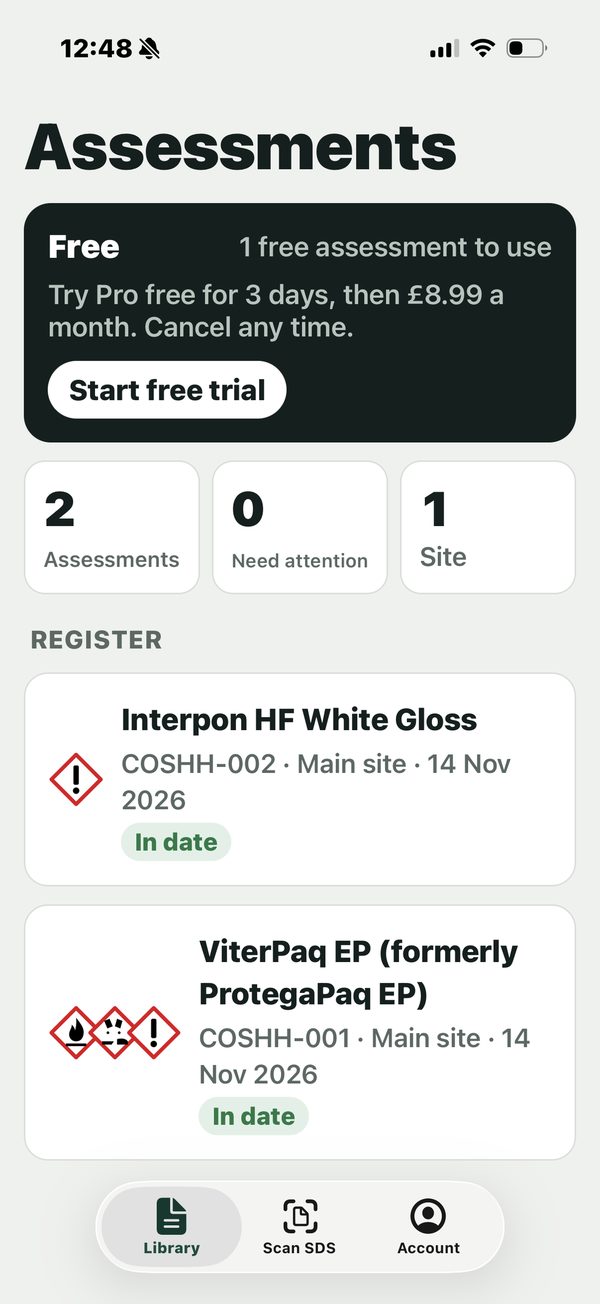 12:48
Assessments
Free
1 free assessment to use
Try Pro free for 3 days, then £8.99 a
month. Cancel any time.
Start free trial
2
Assessments
0
Need attention
1
Site
REGISTER
Interpon HF White Gloss
COSHH-002 · Main site · 14 Nov
2026
In date
ViterPaq EP (formerly
ProtegaPaq EP)
COSHH-001 · Main site · 14
Nov 2026
In date
Library
Scan SDS
Account